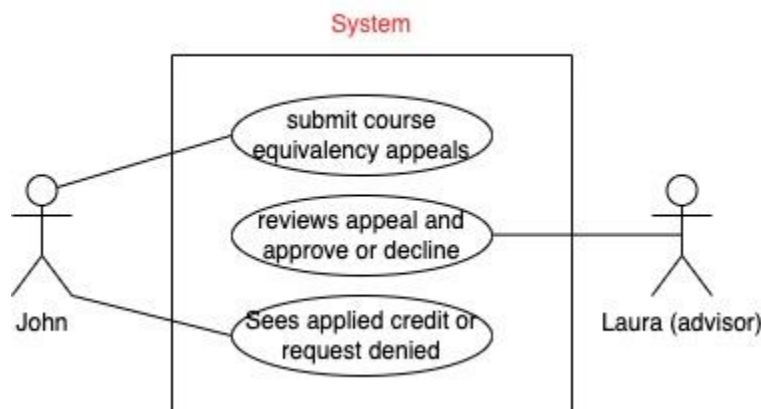 System
submit course
equivalency appeals
reviews appeal and
approve or decline
Sees applied credit or
request denied
John
Laura (advisor)